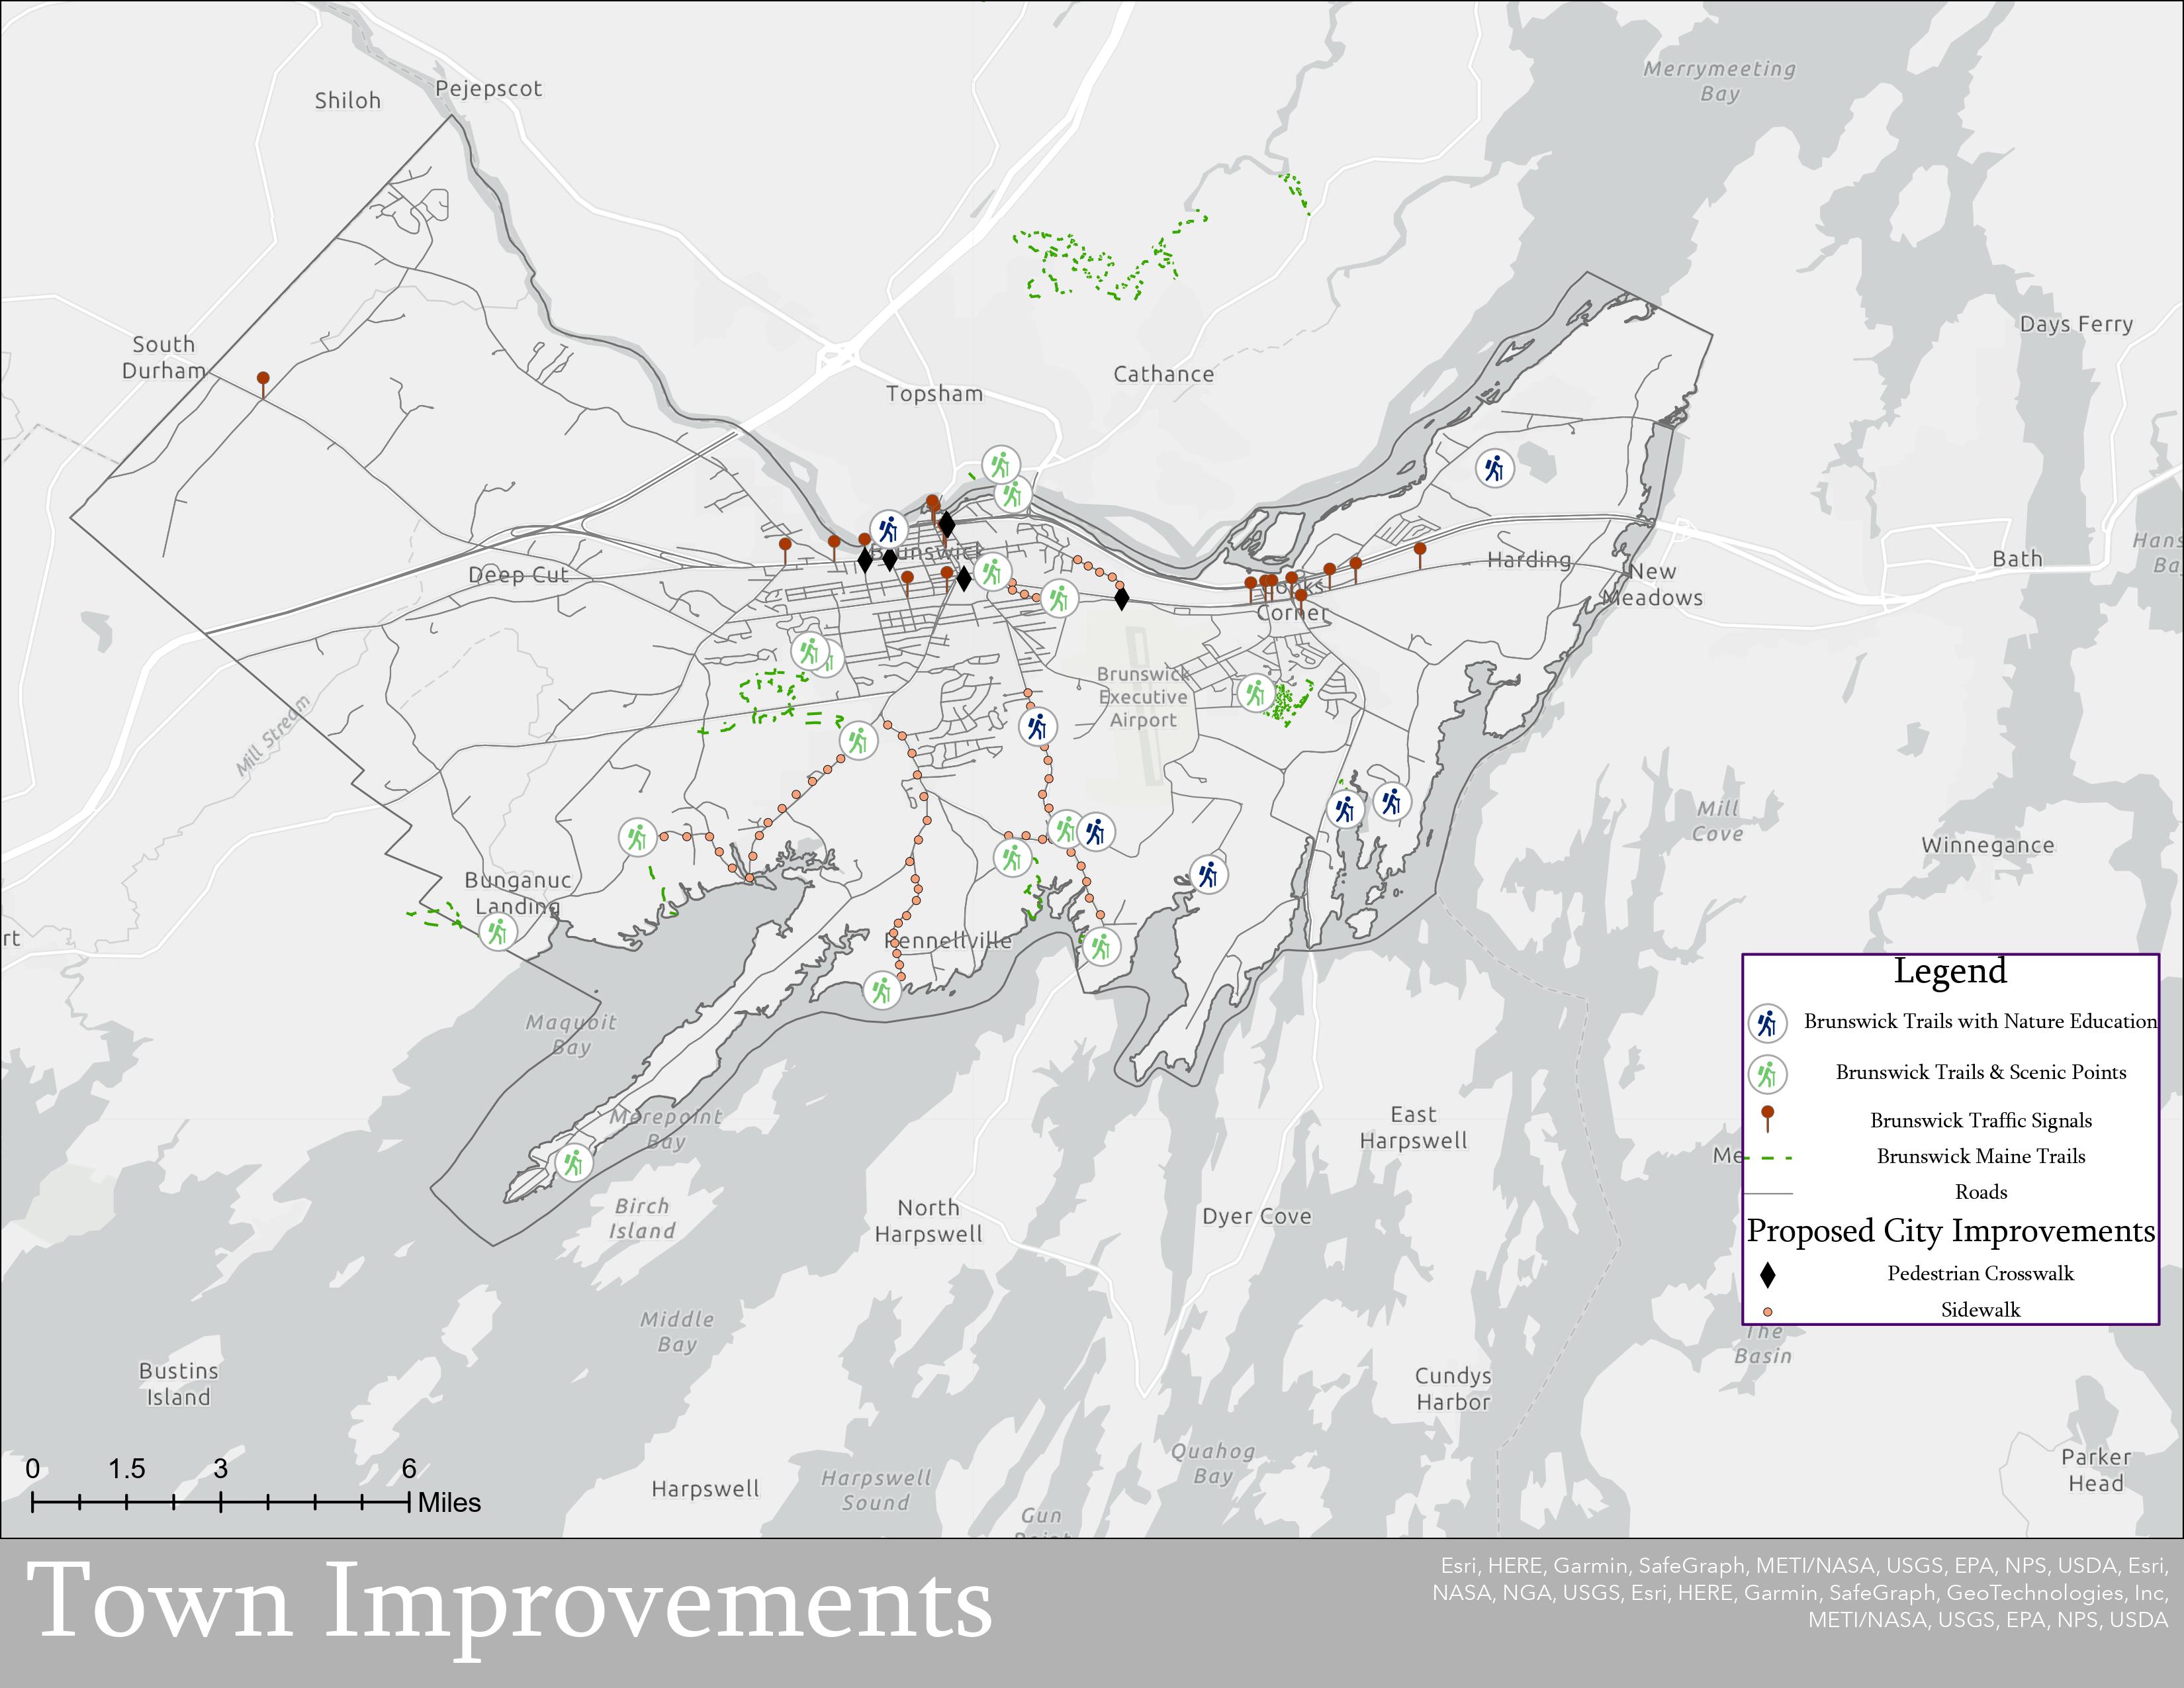 Merrymeeting
Bay
Pejepscot
Shiloh
Days Ferry
South
Durham
Cathance
Topsham
Brunswick
Deep Cut
Harding
Bath
New
Meadows
Corner
Brunswick
Executive
Airport
Mill Stream
Mill
Cove
Winnegance
Bunganuc
Landing
rt
Pennellville
Maquoit
Bay
Merepoint
Bay
East
Harpswell
Birch
Island
North
Harpswell
Dyer Cove
Middle
Bay
Bustins
Island
Cundys
Harbor
Quahog
Bay
Harpswell
Harpswell
Sound
Gun
The
Basin
Parker
Head
Me
Legend
Brunswick Trails with Nature Education
Brunswick Trails & Scenic Points
Brunswick Traffic Signals
Brunswick Maine Trails
Roads
Proposed City Improvements
Pedestrian Crosswalk
Sidewalk
0 1.5 3 6
Miles
Town Improvements
Esri, HERE, Garmin, SafeGraph, METI/NASA, USGS, EPA, NPS, USDA, Esri,
NASA, NGA, USGS, Esri, HERE, Garmin, SafeGraph, GeoTechnologies, Inc,
METI/NASA, USGS, EPA, NPS, USDA